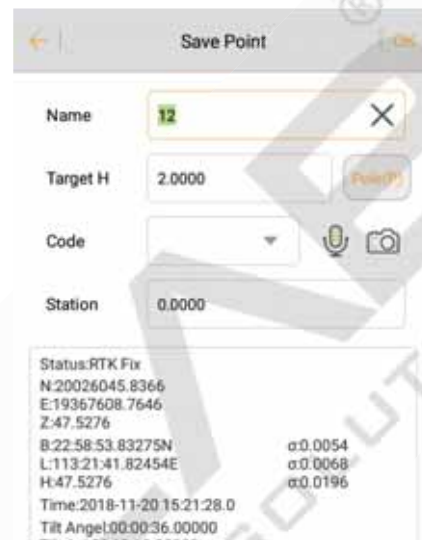 Save Point
Name 12
Target H 2.0000
Code
Station 0.0000
Status:RTK Fix
N:20026045.8366
E:19367608.7646
Z:47.5276
B:22:58:53.83275N σ:0.0054
L:113:21:41.82454E σ:0.0068
H:47.5276 σ:0.0196
Time:2018-11-20 15:21:28.0
Tilt Angel:00:00:36.00000